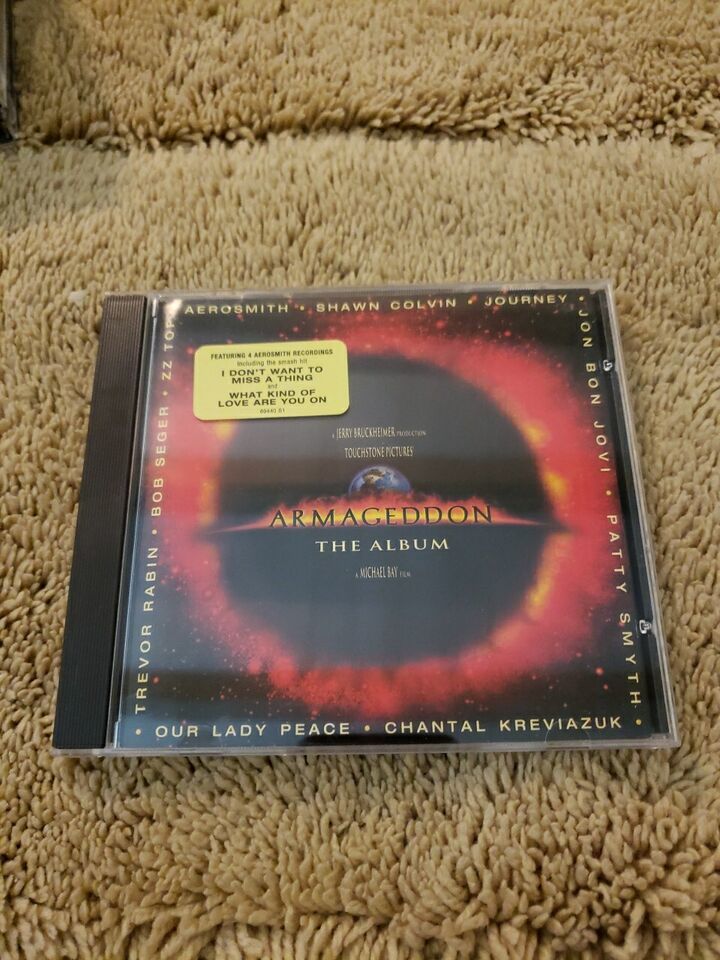 AEROSMITH • SHAWN COLVIN • JOURNEY •
JON BON JOVI • PATTY SMYTH •
• OUR LADY PEACE • CHANTAL KREVIAZUK •
TREVOR RABIN • BOB SEGER • ZZ TOP
FEATURING 4 AEROSMITH RECORDINGS
Including the smash hit
I DON'T WANT TO
MISS A THING
and
WHAT KIND OF
LOVE ARE YOU ON
69440 S1
A JERRY BRUCKHEIMER PRODUCTION
TOUCHSTONE PICTURES'
ARMAGEDDON
THE ALBUM
A MICHAEL BAY FILM